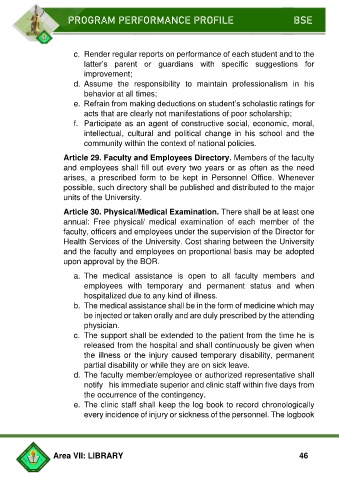 PROGRAM PERFORMANCE PROFILE BSE
c. Render regular reports on performance of each student and to the
latter's parent or guardians with specific suggestions for
improvement;
d. Assume the responsibility to maintain professionalism in his
behavior at all times;
e. Refrain from making deductions on student's scholastic ratings for
acts that are clearly not manifestations of poor scholarship;
f. Participate as an agent of constructive social, economic, moral,
intellectual, cultural and political change in his school and the
community within the context of national policies.
Article 29. Faculty and Employees Directory. Members of the faculty
and employees shall fill out every two years or as often as the need
arises, a prescribed form to be kept in Personnel Office. Whenever
possible, such directory shall be published and distributed to the major
units of the University.
Article 30. Physical/Medical Examination. There shall be at least one
annual: Free physical/ medical examination of each member of the
faculty, officers and employees under the supervision of the Director for
Health Services of the University. Cost sharing between the University
and the faculty and employees on proportional basis may be adopted
upon approval by the BOR.
a. The medical assistance is open to all faculty members and
employees with temporary and permanent status and when
hospitalized due to any kind of illness.
b. The medical assistance shall be in the form of medicine which may
be injected or taken orally and are duly prescribed by the attending
physician.
c. The support shall be extended to the patient from the time he is
released from the hospital and shall continuously be given when
the illness or the injury caused temporary disability, permanent
partial disability or while they are on sick leave.
d. The faculty member/employee or authorized representative shall
notify his immediate superior and clinic staff within five days from
the occurrence of the contingency.
e. The clinic staff shall keep the log book to record chronologically
every incidence of injury or sickness of the personnel. The logbook
Area VII: LIBRARY 46